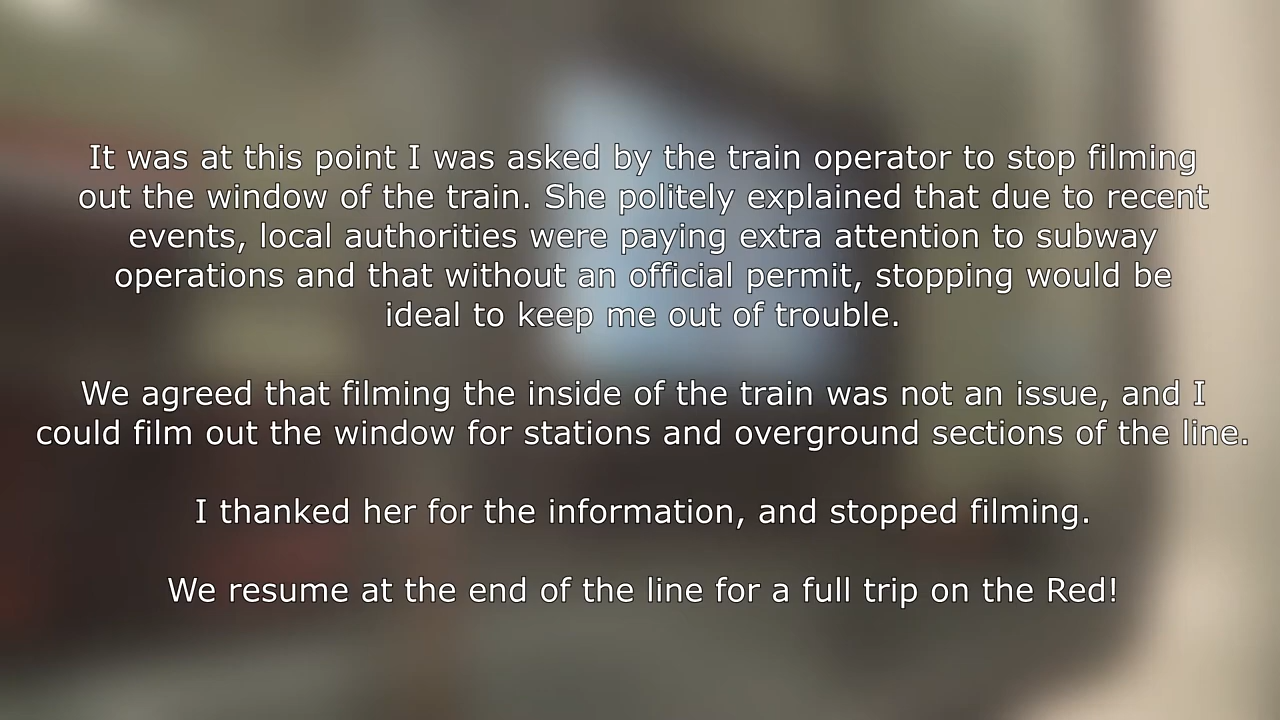 It was at this point I was asked by the train operator to stop filming
out the window of the train. She politely explained that due to recent
events, local authorities were paying extra attention to subway
operations and that without an official permit, stopping would be
ideal to keep me out of trouble.
We agreed that filming the inside of the train was not an issue, and I
could film out the window for stations and overground sections of the line.
I thanked her for the information, and stopped filming.
We resume at the end of the line for a full trip on the Red!